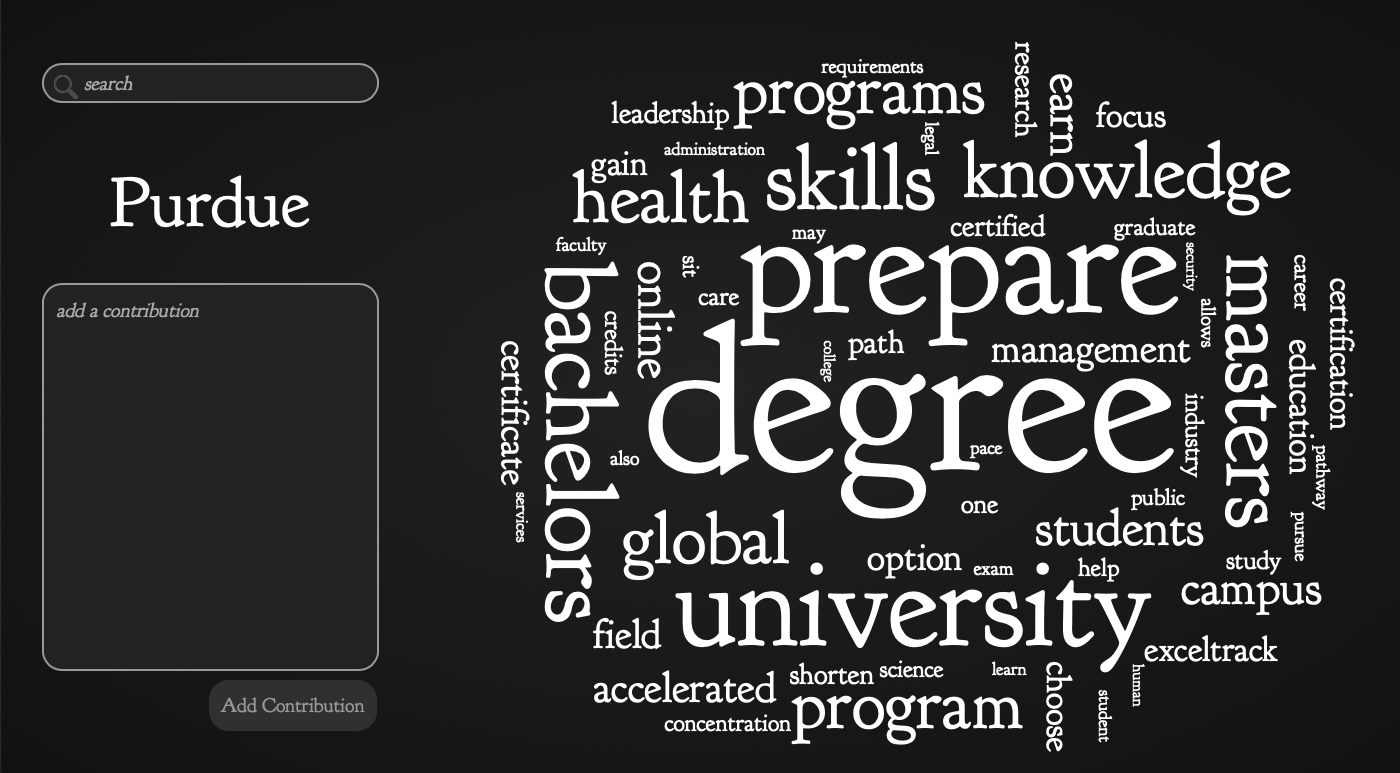 search
Purdue
add a contribution
Add Contribution
requirements
research
earn
programs
leadership
focus
legal
administration
gain
skills
knowledge
health
certified
graduate
may
faculty
sit
prepare
security
online
bachelors
care
masters
career
certification
credits
allows
path
college
management
certificate
degree
education
industry
also
pace
pathway
services
one
public
global
students
pursue
option
exam
help
study
university
campus
field
exceltrack
shorten
science
learn
choose
human
accelerated
program
concentration
student